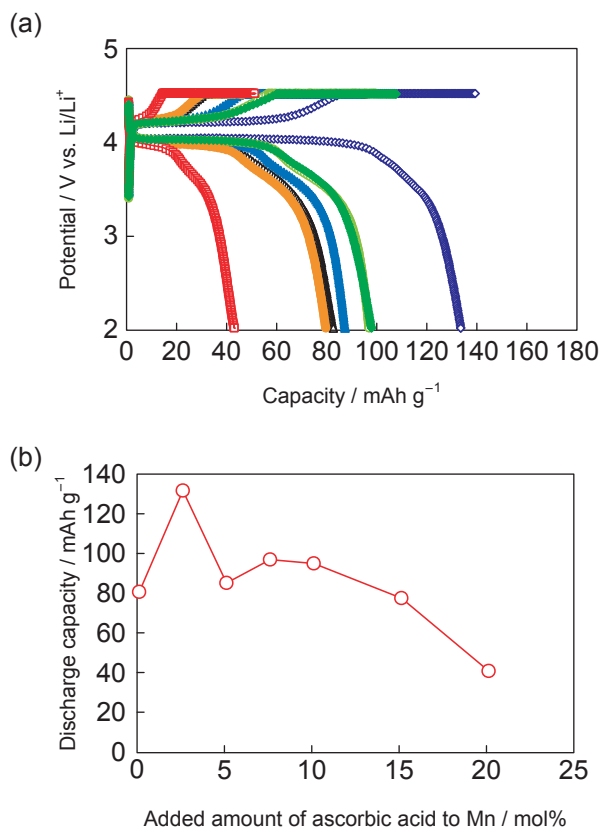 (a)
5
4
3
2
Potential / V vs. Li/Li⁺
0 20 40 60 80 100 120 140 160 180
Capacity / mAh g⁻¹
(b)
140
120
100
80
60
40
20
0
Discharge capacity / mAh g⁻¹
0 5 10 15 20 25
Added amount of ascorbic acid to Mn / mol%